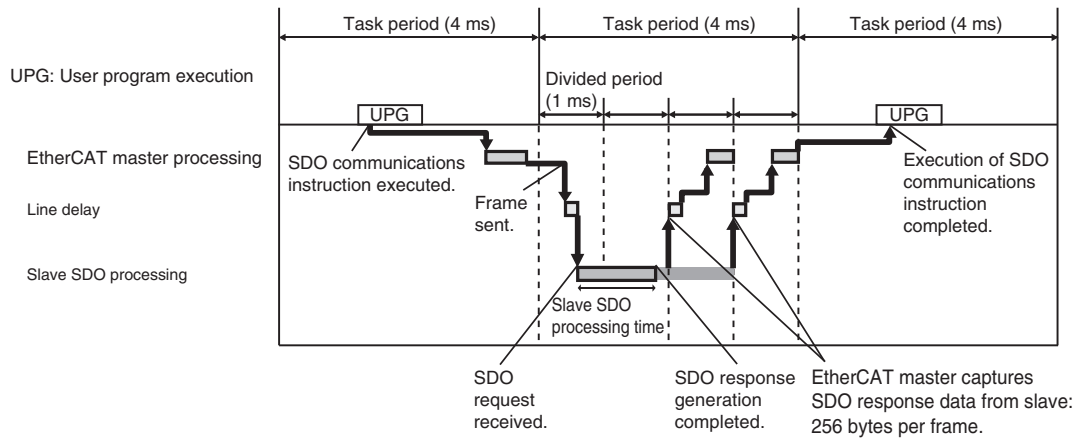 Task period (4 ms)
Task period (4 ms)
Task period (4 ms)
UPG: User program execution
Divided period
(1 ms)
UPG
UPG
EtherCAT master processing
SDO communications
instruction executed.
Execution of SDO
communications
instruction
completed.
Line delay
Frame
sent.
Slave SDO processing
Slave SDO
processing time
SDO
request
received.
SDO response
generation
completed.
EtherCAT master captures
SDO response data from slave:
256 bytes per frame.